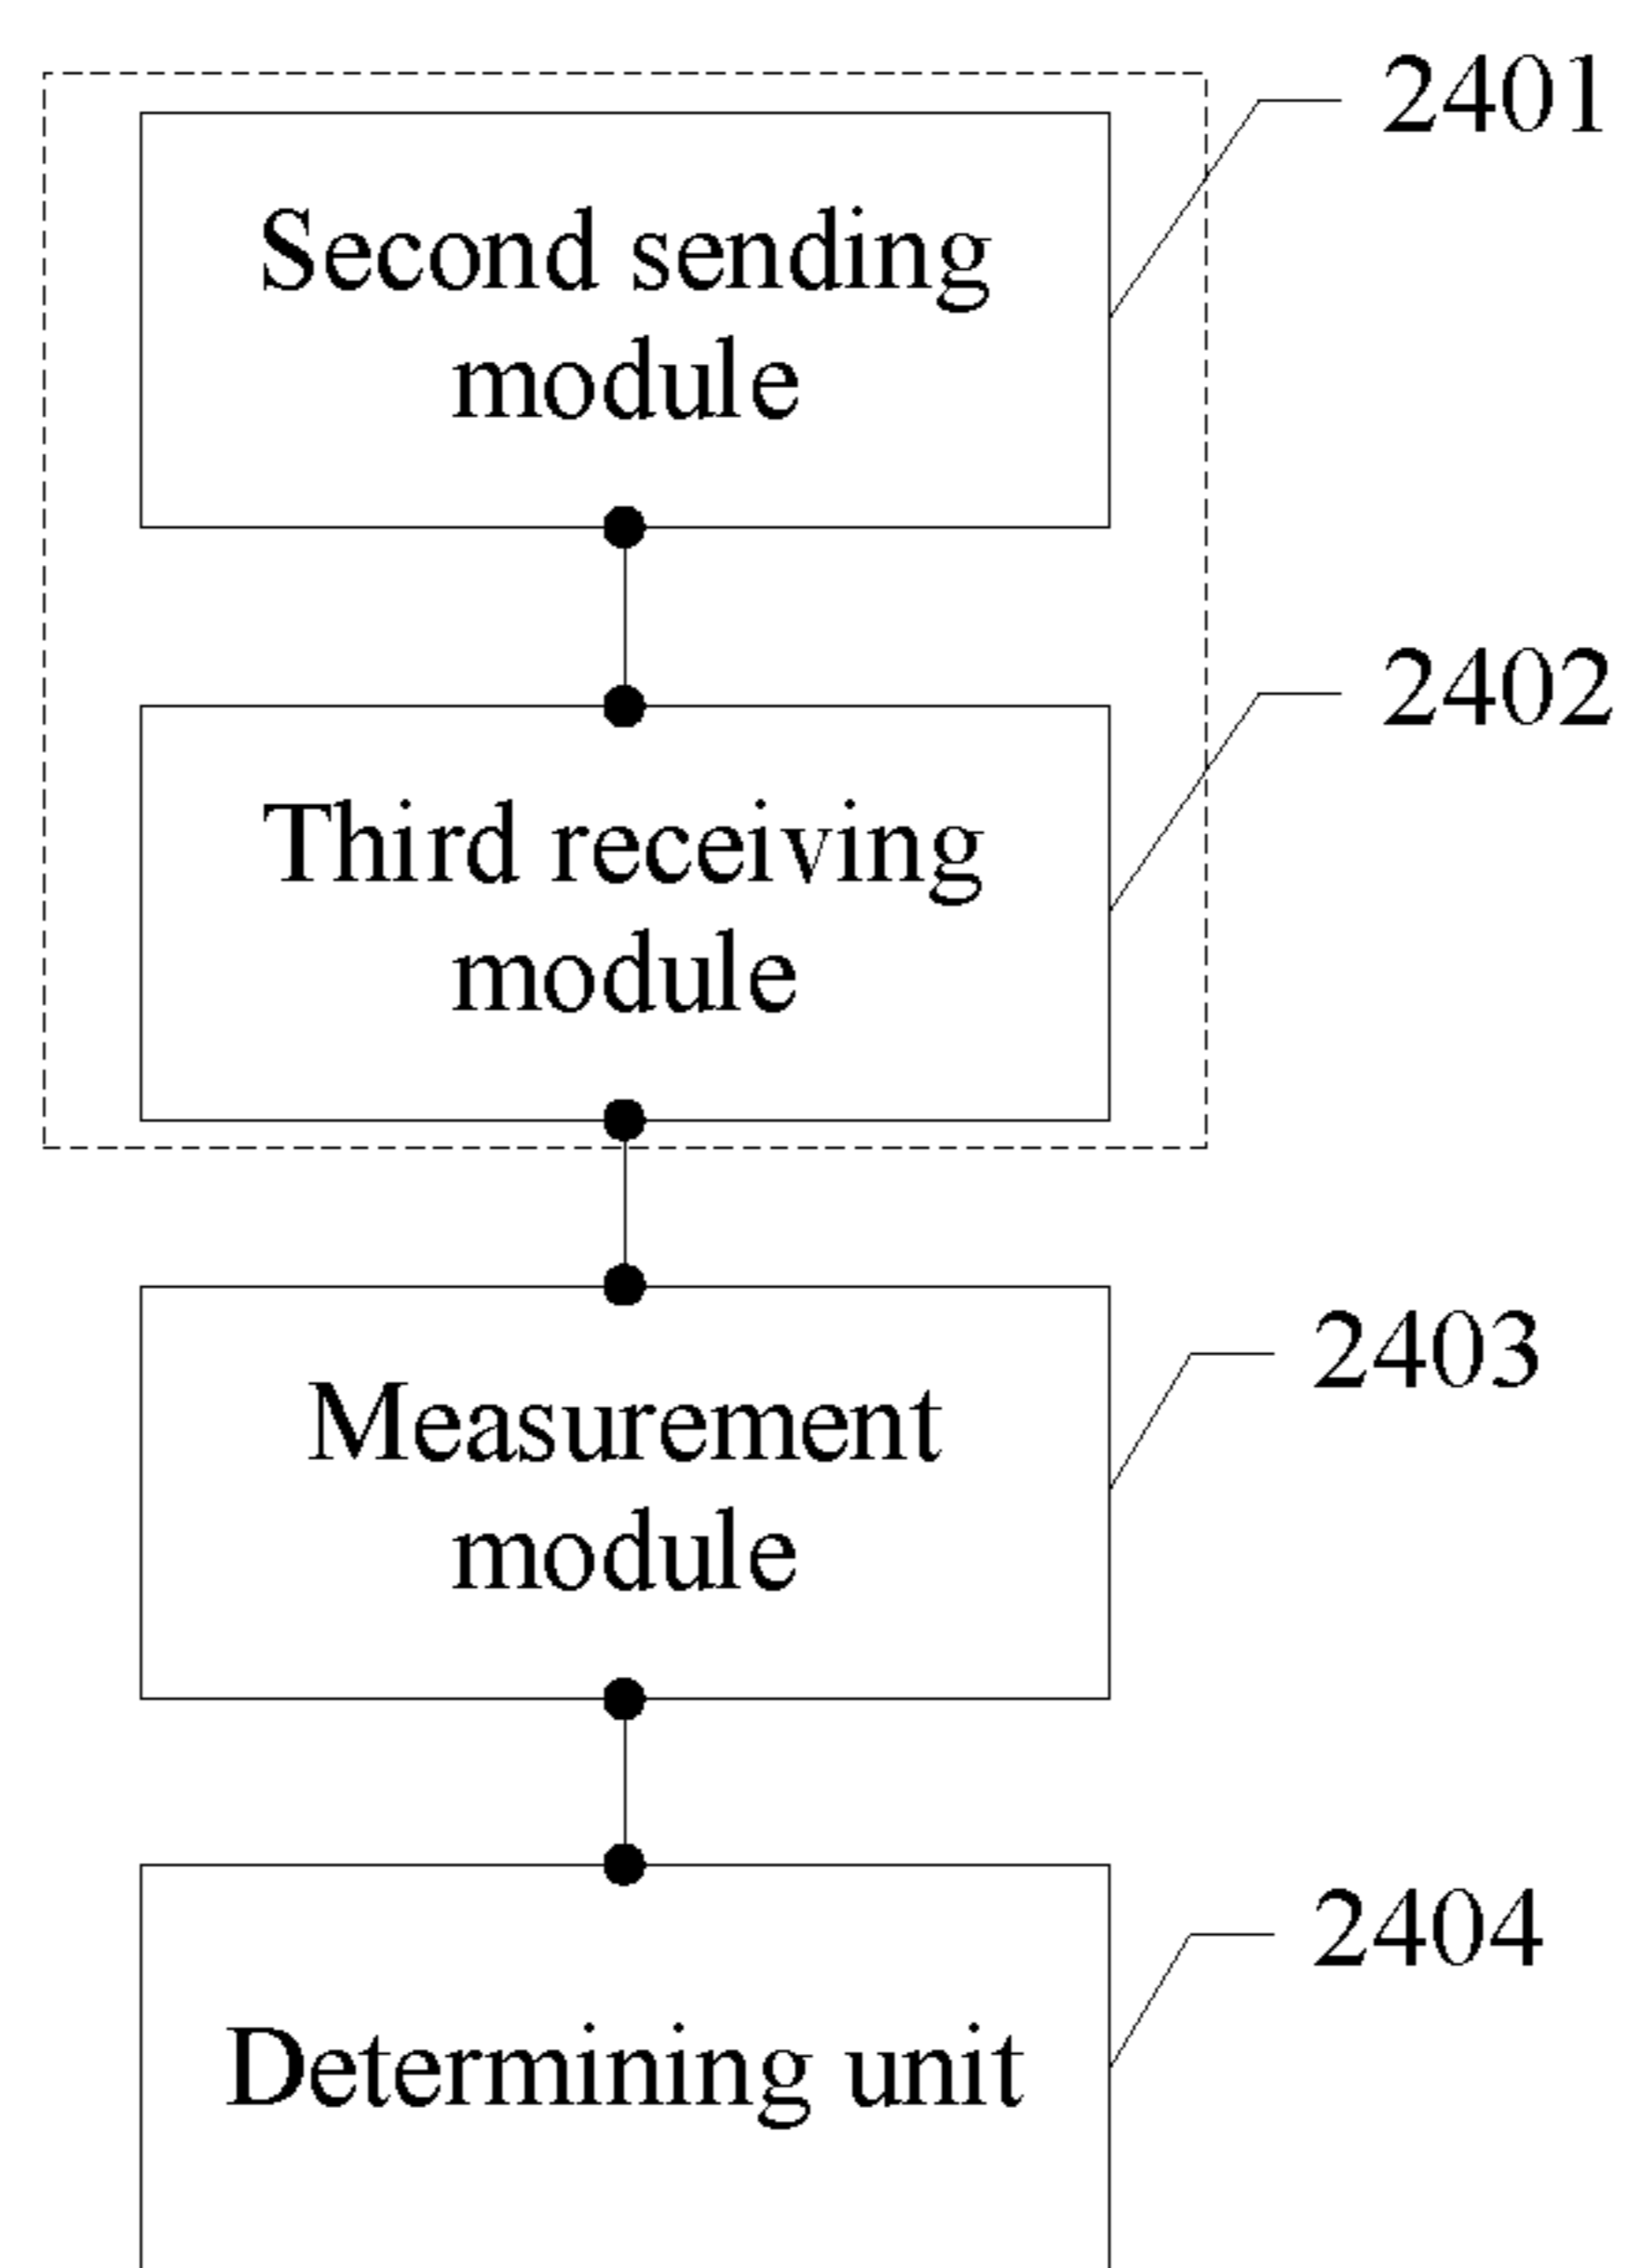 2401
Second sending
module
2402
Third receiving
module
2403
Measurement
module
2404
Determining unit